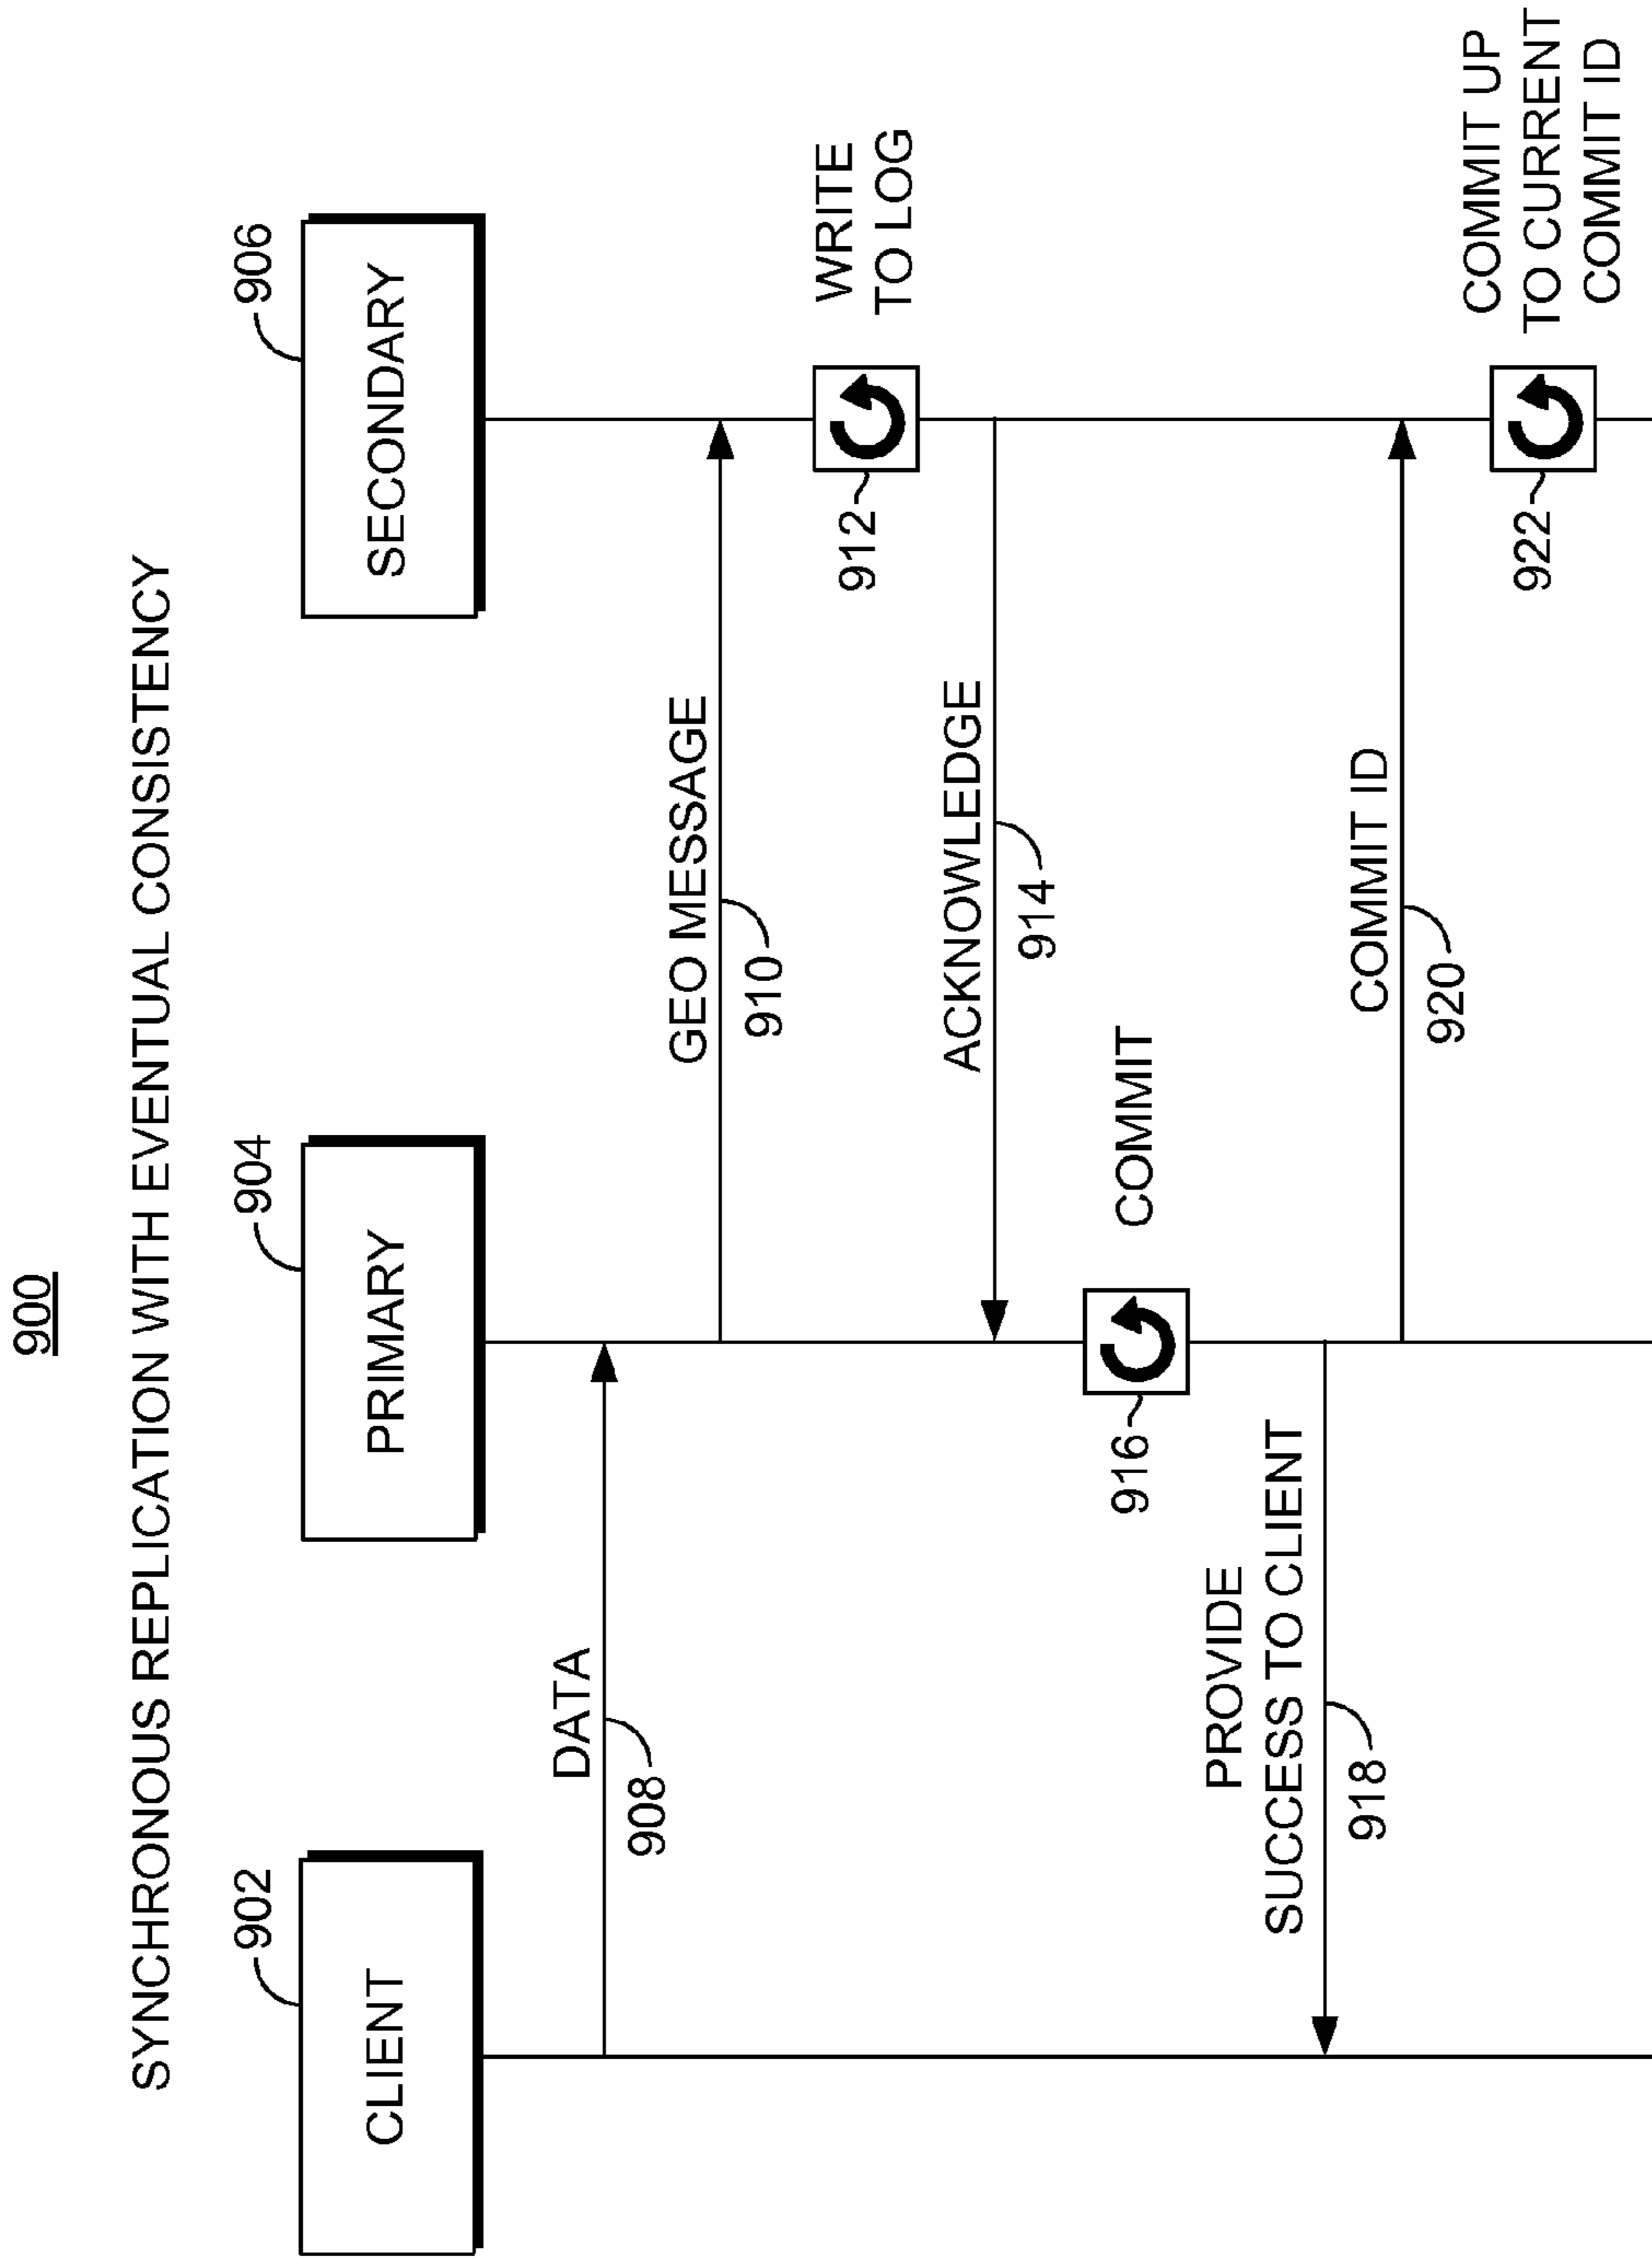 900
SYNCHRONOUS REPLICATION WITH EVENTUAL CONSISTENCY
902
904
906
CLIENT
PRIMARY
SECONDARY
DATA
908
GEO MESSAGE
910
WRITE
TO LOG
912
ACKNOWLEDGE
914
COMMIT
916
PROVIDE
SUCCESS TO CLIENT
918
COMMIT ID
920
COMMIT UP
TO CURRENT
COMMIT ID
922